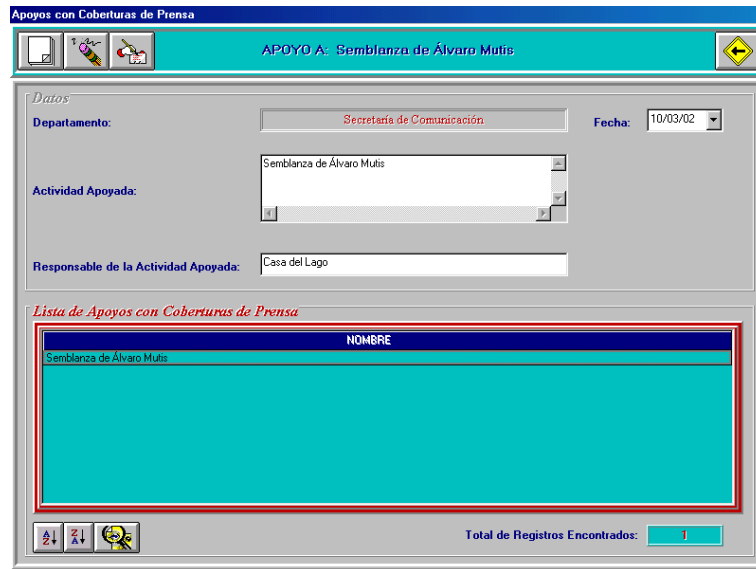 Apoyos con Coberturas de Prensa
APOYO A: Semblanza de Álvaro Mutis
Datos
Departamento:
Secretaría de Comunicación
Fecha:
10/03/02
Actividad Apoyada:
Semblanza de Álvaro Mutis
Responsable de la Actividad Apoyada:
Casa del Lago
Lista de Apoyos con Coberturas de Prensa
NOMBRE
Semblanza de Álvaro Mutis
A
Z
Z
A
Total de Registros Encontrados:
1